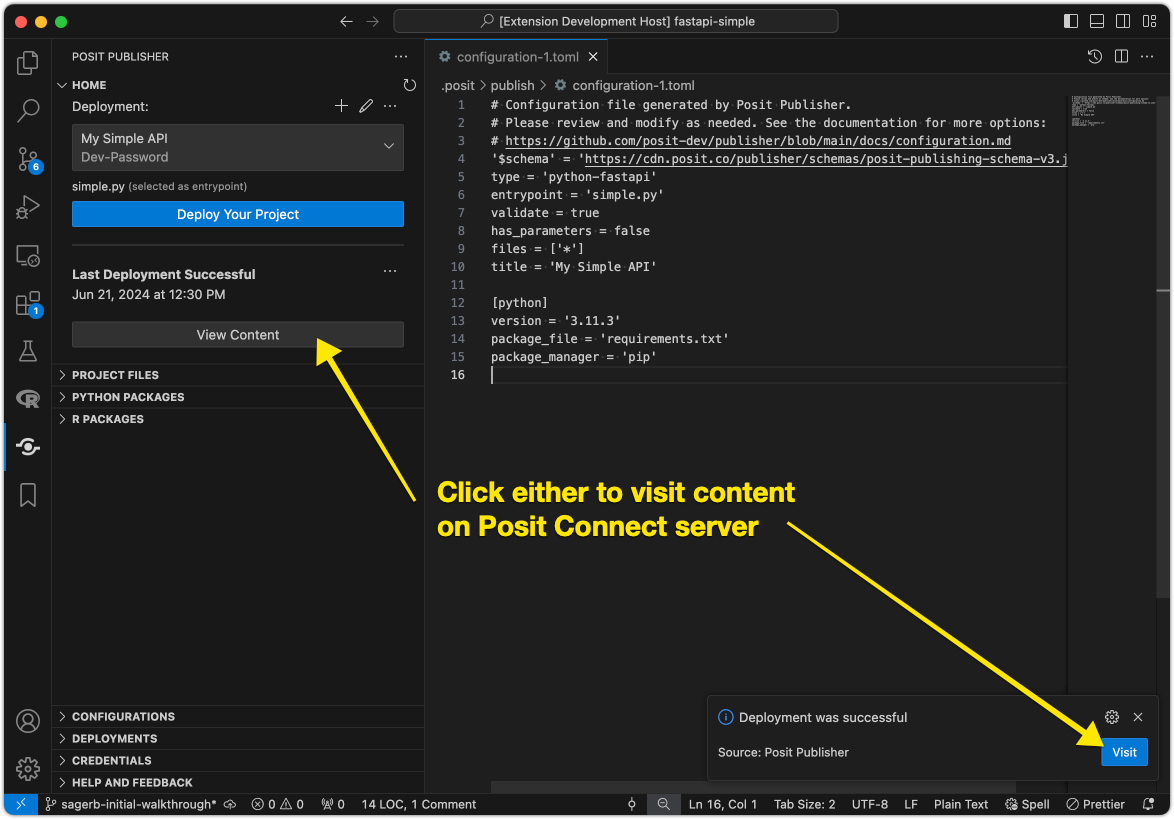 [Extension Development Host] fastapi-simple
POSIT PUBLISHER
HOME
Deployment:
My Simple API
Dev-Password
simple.py (selected as entrypoint)
Deploy Your Project
Last Deployment Successful
Jun 21, 2024 at 12:30 PM
View Content
PROJECT FILES
PYTHON PACKAGES
R PACKAGES
6
1
R
CONFIGURATIONS
DEPLOYMENTS
CREDENTIALS
HELP AND FEEDBACK
configuration-1.toml
.posit > publish > configuration-1.toml
1 # Configuration file generated by Posit Publisher.
2 # Please review and modify as needed. See the documentation for more options:
3 # https://github.com/posit-dev/publisher/blob/main/docs/configuration.md
4 '$schema' = 'https://cdn.posit.co/publisher/schemas/posit-publishing-schema-v3.j
5 type = 'python-fastapi'
6 entrypoint = 'simple.py'
7 validate = true
8 has_parameters = false
9 files = ['*']
10 title = 'My Simple API'
11
12 [python]
13 version = '3.11.3'
14 package_file = 'requirements.txt'
15 package_manager = 'pip'
16
Click either to visit content
on Posit Connect server
Deployment was successful
Source: Posit Publisher
Visit
sagerb-initial-walkthrough* 0 0 0 14 LOC, 1 Comment Ln 16, Col 1 Tab Size: 2 UTF-8 LF Plain Text Spell Prettier